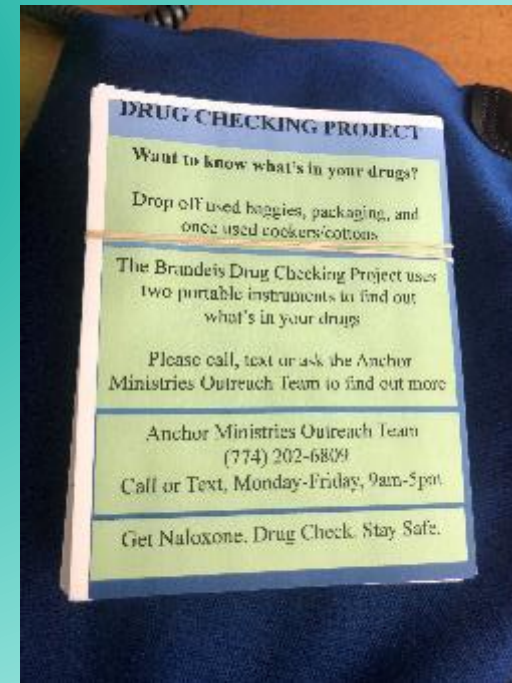 DRUG CHECKING PROJECT
Want to know what's in your drugs?
Drop off used baggies, packaging, and
once used cookers/cottons
The Brandeis Drug Checking Project uses
two portable instruments to find out
what's in your drugs
Please call, text or ask the Anchor
Ministries Outreach Team to find out more
Anchor Ministries Outreach Team
(774) 202-6809
Call or Text, Monday-Friday, 9am-5pm
Get Naloxone. Drug Check. Stay Safe.